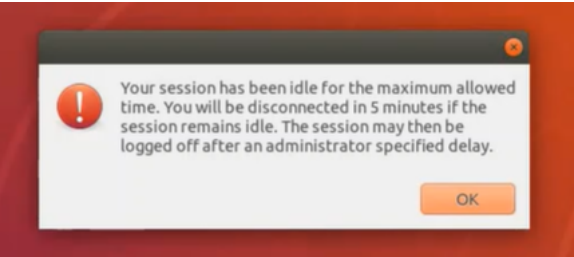 Your session has been idle for the maximum allowed
time. You will be disconnected in 5 minutes if the
session remains idle. The session may then be
logged off after an administrator specified delay.
OK